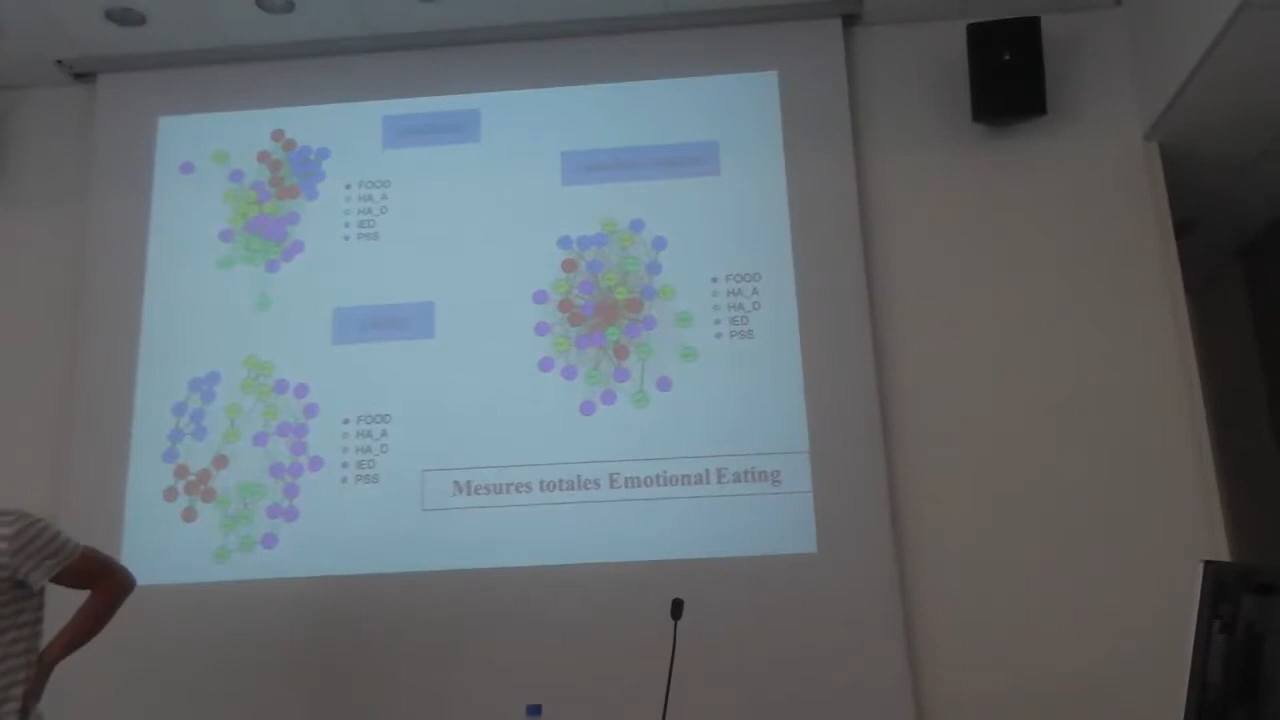 FOOD
HA_A
HA_D
IED
PSS
FOOD
HA_A
HA_D
IED
PSS
FOOD
HA_A
HA_D
IED
PSS
Mesures totales Emotional Eating